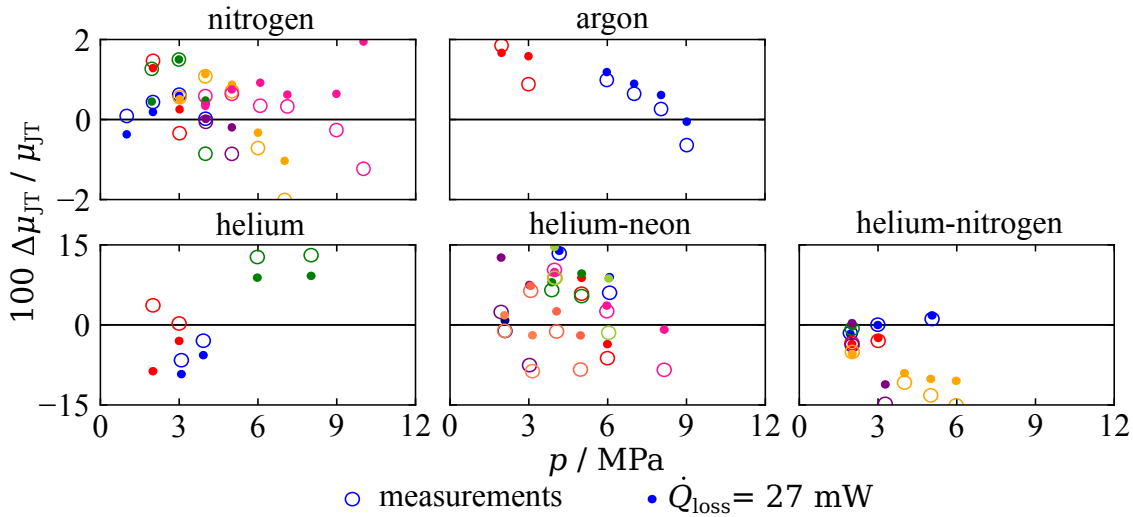 nitrogen
argon
2
0
−2
helium
helium-neon
helium-nitrogen
15
0
−15
0 3 6 9 12
0 3 6 9 12
0 3 6 9 12
100 Δμ_JT / μ_JT
p / MPa
measurements
Q̇_loss = 27 mW